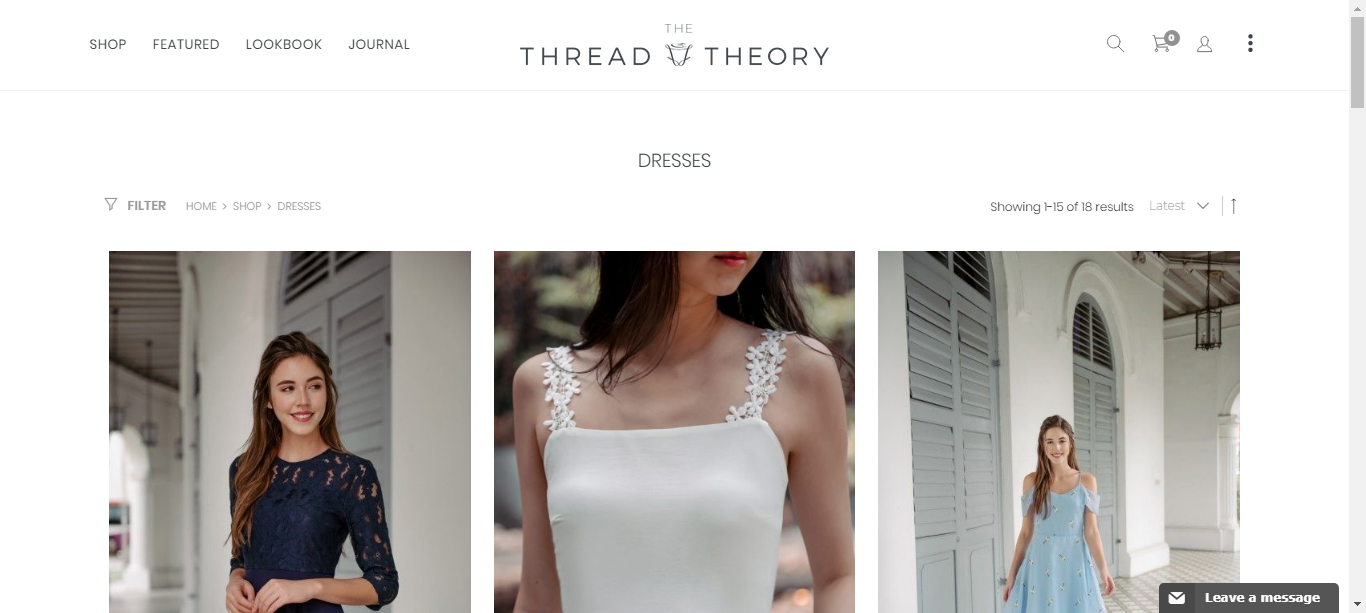 SHOP FEATURED LOOKBOOK JOURNAL
THE
THREAD THEORY
0
DRESSES
FILTER HOME > SHOP > DRESSES
Showing 1-15 of 18 results Latest
Leave a message